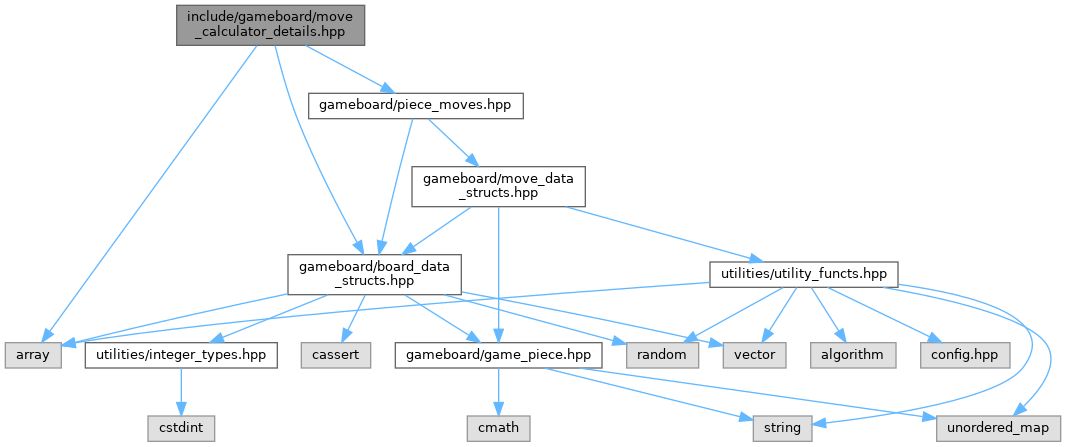 include/gameboard/move
_calculator_details.hpp
gameboard/piece_moves.hpp
gameboard/move_data
_structs.hpp
gameboard/board_data
_structs.hpp
utilities/utility_functs.hpp
array
utilities/integer_types.hpp
cassert
gameboard/game_piece.hpp
random
vector
algorithm
config.hpp
cstdint
cmath
string
unordered_map